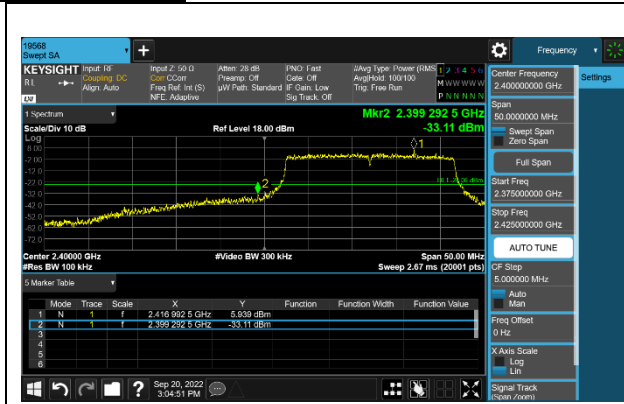 19568
Swept SA
+
Frequency
KEYSIGHT
R L
LXI
Input: RF
Coupling: DC
Align: Auto
Input Z: 50 Ω
Corr CCorr
Freq Ref: Int (S)
NFE: Adaptive
Atten: 28 dB
Preamp: Off
µW Path: Standard
PNO: Fast
Gate: Off
IF Gain: Low
Sig Track: Off
#Avg Type: Power (RMS
Avg|Hold: 100/100
Trig: Free Run
1 2 3 4 5 6
M W W W W W
P N N N N N
1 Spectrum
Scale/Div 10 dB
Ref Level 18.00 dBm
Mkr2 2.399 292 5 GHz
-33.11 dBm
Log
8.00
-2.00
-12.0
-22.0
-32.0
-42.0
-52.0
-62.0
-72.0
1
2
Center 2.40000 GHz
#Video BW 300 kHz
Span 50.00 MHz
#Res BW 100 kHz
Sweep 2.67 ms (20001 pts)
5 Marker Table
Mode Trace Scale X Y Function Function Width Function Value
1 N 1 f 2.416 992 5 GHz 5.939 dBm
2 N 1 f 2.399 292 5 GHz -33.11 dBm
3
4
5
6
Sep 20, 2022
3:04:51 PM
Settings
Center Frequency
2.400000000 GHz
Span
50.0000000 MHz
Swept Span
Zero Span
Full Span
Start Freq
2.375000000 GHz
Stop Freq
2.425000000 GHz
AUTO TUNE
CF Step
5.000000 MHz
Auto
Man
Freq Offset
0 Hz
X Axis Scale
Log
Lin
Signal Track
(Span Zoom)